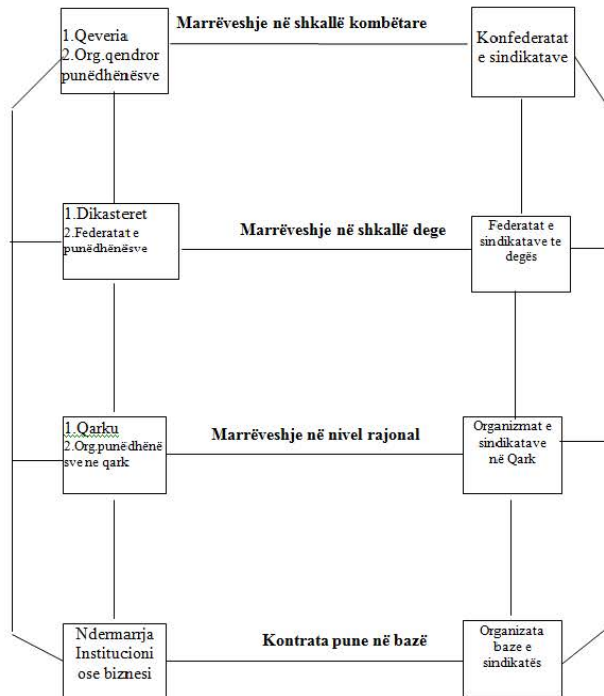 Marrëveshje në shkallë kombëtare
1.Qeveria
2.Org.qendror
punëdhënësve
Konfederatat
e sindikatave
1.Dikasteret
2.Federatat e
punëdhënësve
Marrëveshje në shkallë dege
Federatat e
sindikatave te
degës
1.Qarku
2.Org.punëdhënë
sve ne qark
Marrëveshje në nivel rajonal
Organizmat e
sindikatave
në Qark
Ndermarrja
Institucioni
ose biznesi
Kontrata pune në bazë
Organizata
baze e
sindikatës